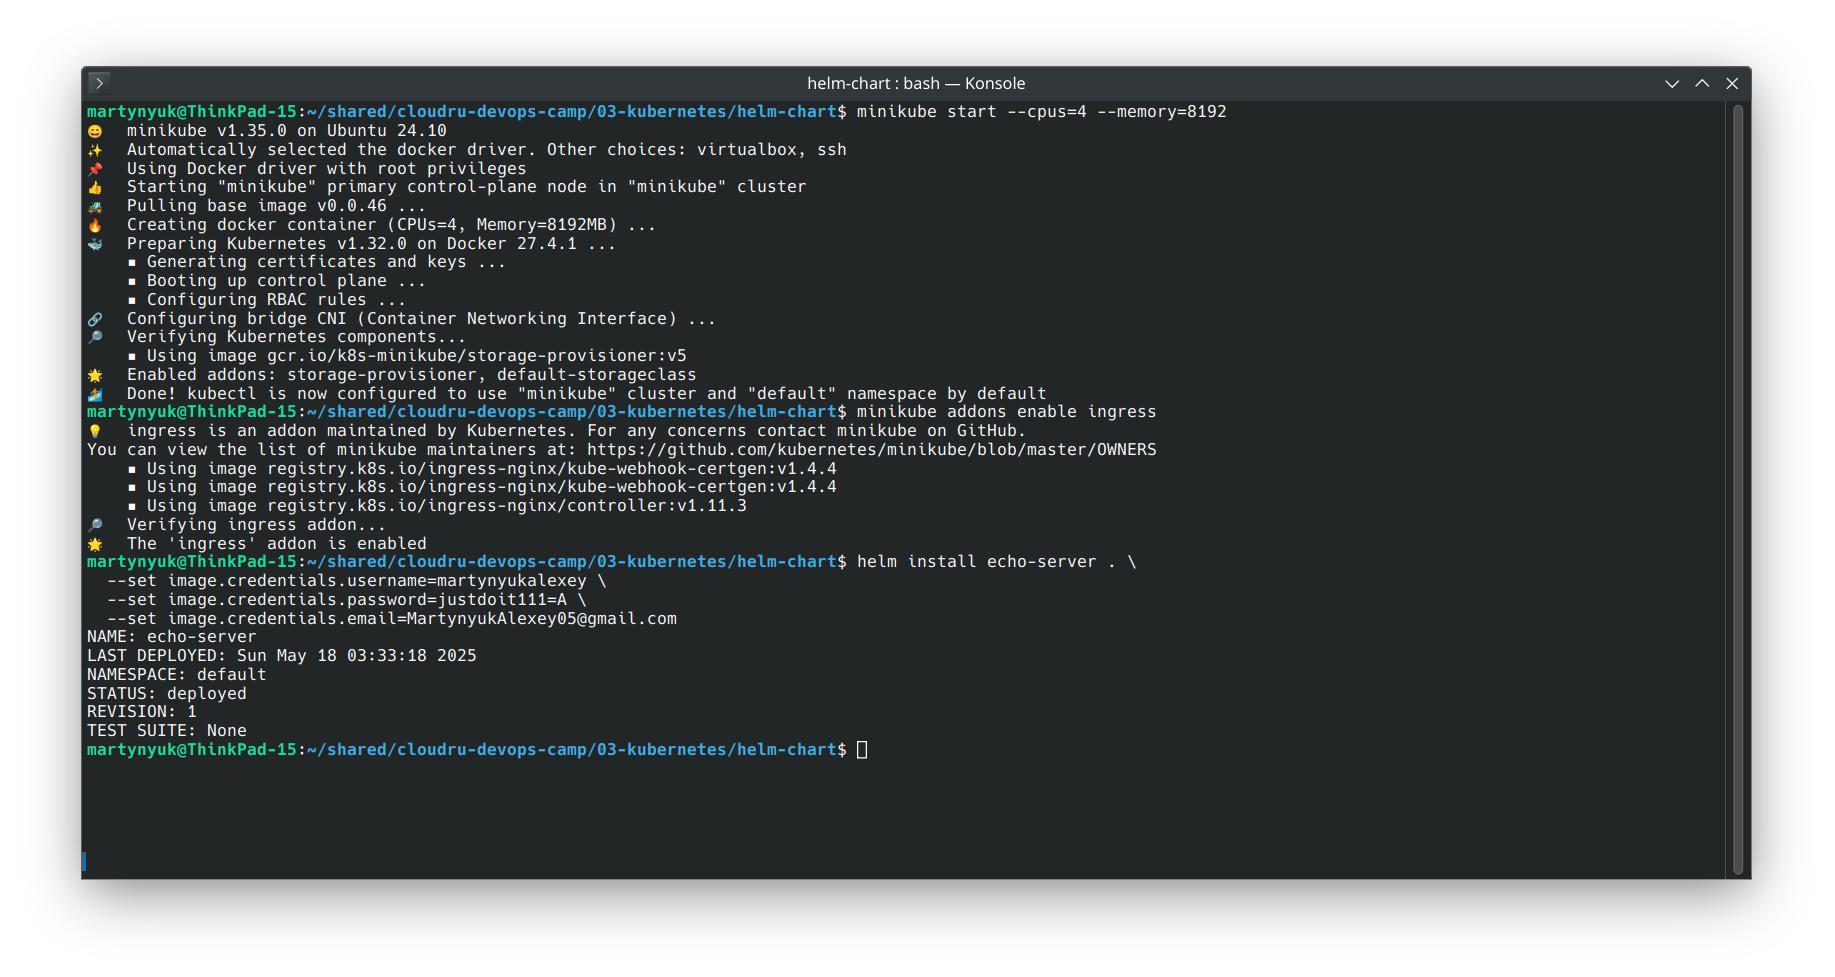 helm-chart : bash — Konsole
martynyuk@ThinkPad-15:~/shared/cloudru-devops-camp/03-kubernetes/helm-chart$ minikube start --cpus=4 --memory=8192
😄  minikube v1.35.0 on Ubuntu 24.10
✨  Automatically selected the docker driver. Other choices: virtualbox, ssh
📌  Using Docker driver with root privileges
👍  Starting "minikube" primary control-plane node in "minikube" cluster
🚜  Pulling base image v0.0.46 ...
🔥  Creating docker container (CPUs=4, Memory=8192MB) ...
🐳  Preparing Kubernetes v1.32.0 on Docker 27.4.1 ...
    ▪ Generating certificates and keys ...
    ▪ Booting up control plane ...
    ▪ Configuring RBAC rules ...
🔗  Configuring bridge CNI (Container Networking Interface) ...
🔎  Verifying Kubernetes components...
    ▪ Using image gcr.io/k8s-minikube/storage-provisioner:v5
🌟  Enabled addons: storage-provisioner, default-storageclass
🏄  Done! kubectl is now configured to use "minikube" cluster and "default" namespace by default
martynyuk@ThinkPad-15:~/shared/cloudru-devops-camp/03-kubernetes/helm-chart$ minikube addons enable ingress
💡  ingress is an addon maintained by Kubernetes. For any concerns contact minikube on GitHub.
You can view the list of minikube maintainers at: https://github.com/kubernetes/minikube/blob/master/OWNERS
    ▪ Using image registry.k8s.io/ingress-nginx/kube-webhook-certgen:v1.4.4
    ▪ Using image registry.k8s.io/ingress-nginx/kube-webhook-certgen:v1.4.4
    ▪ Using image registry.k8s.io/ingress-nginx/controller:v1.11.3
🔎  Verifying ingress addon...
🌟  The 'ingress' addon is enabled
martynyuk@ThinkPad-15:~/shared/cloudru-devops-camp/03-kubernetes/helm-chart$ helm install echo-server . \
  --set image.credentials.username=martynyukalexey \
  --set image.credentials.password=justdoit111=A \
  --set image.credentials.email=MartynyukAlexey05@gmail.com
NAME: echo-server
LAST DEPLOYED: Sun May 18 03:33:18 2025
NAMESPACE: default
STATUS: deployed
REVISION: 1
TEST SUITE: None
martynyuk@ThinkPad-15:~/shared/cloudru-devops-camp/03-kubernetes/helm-chart$